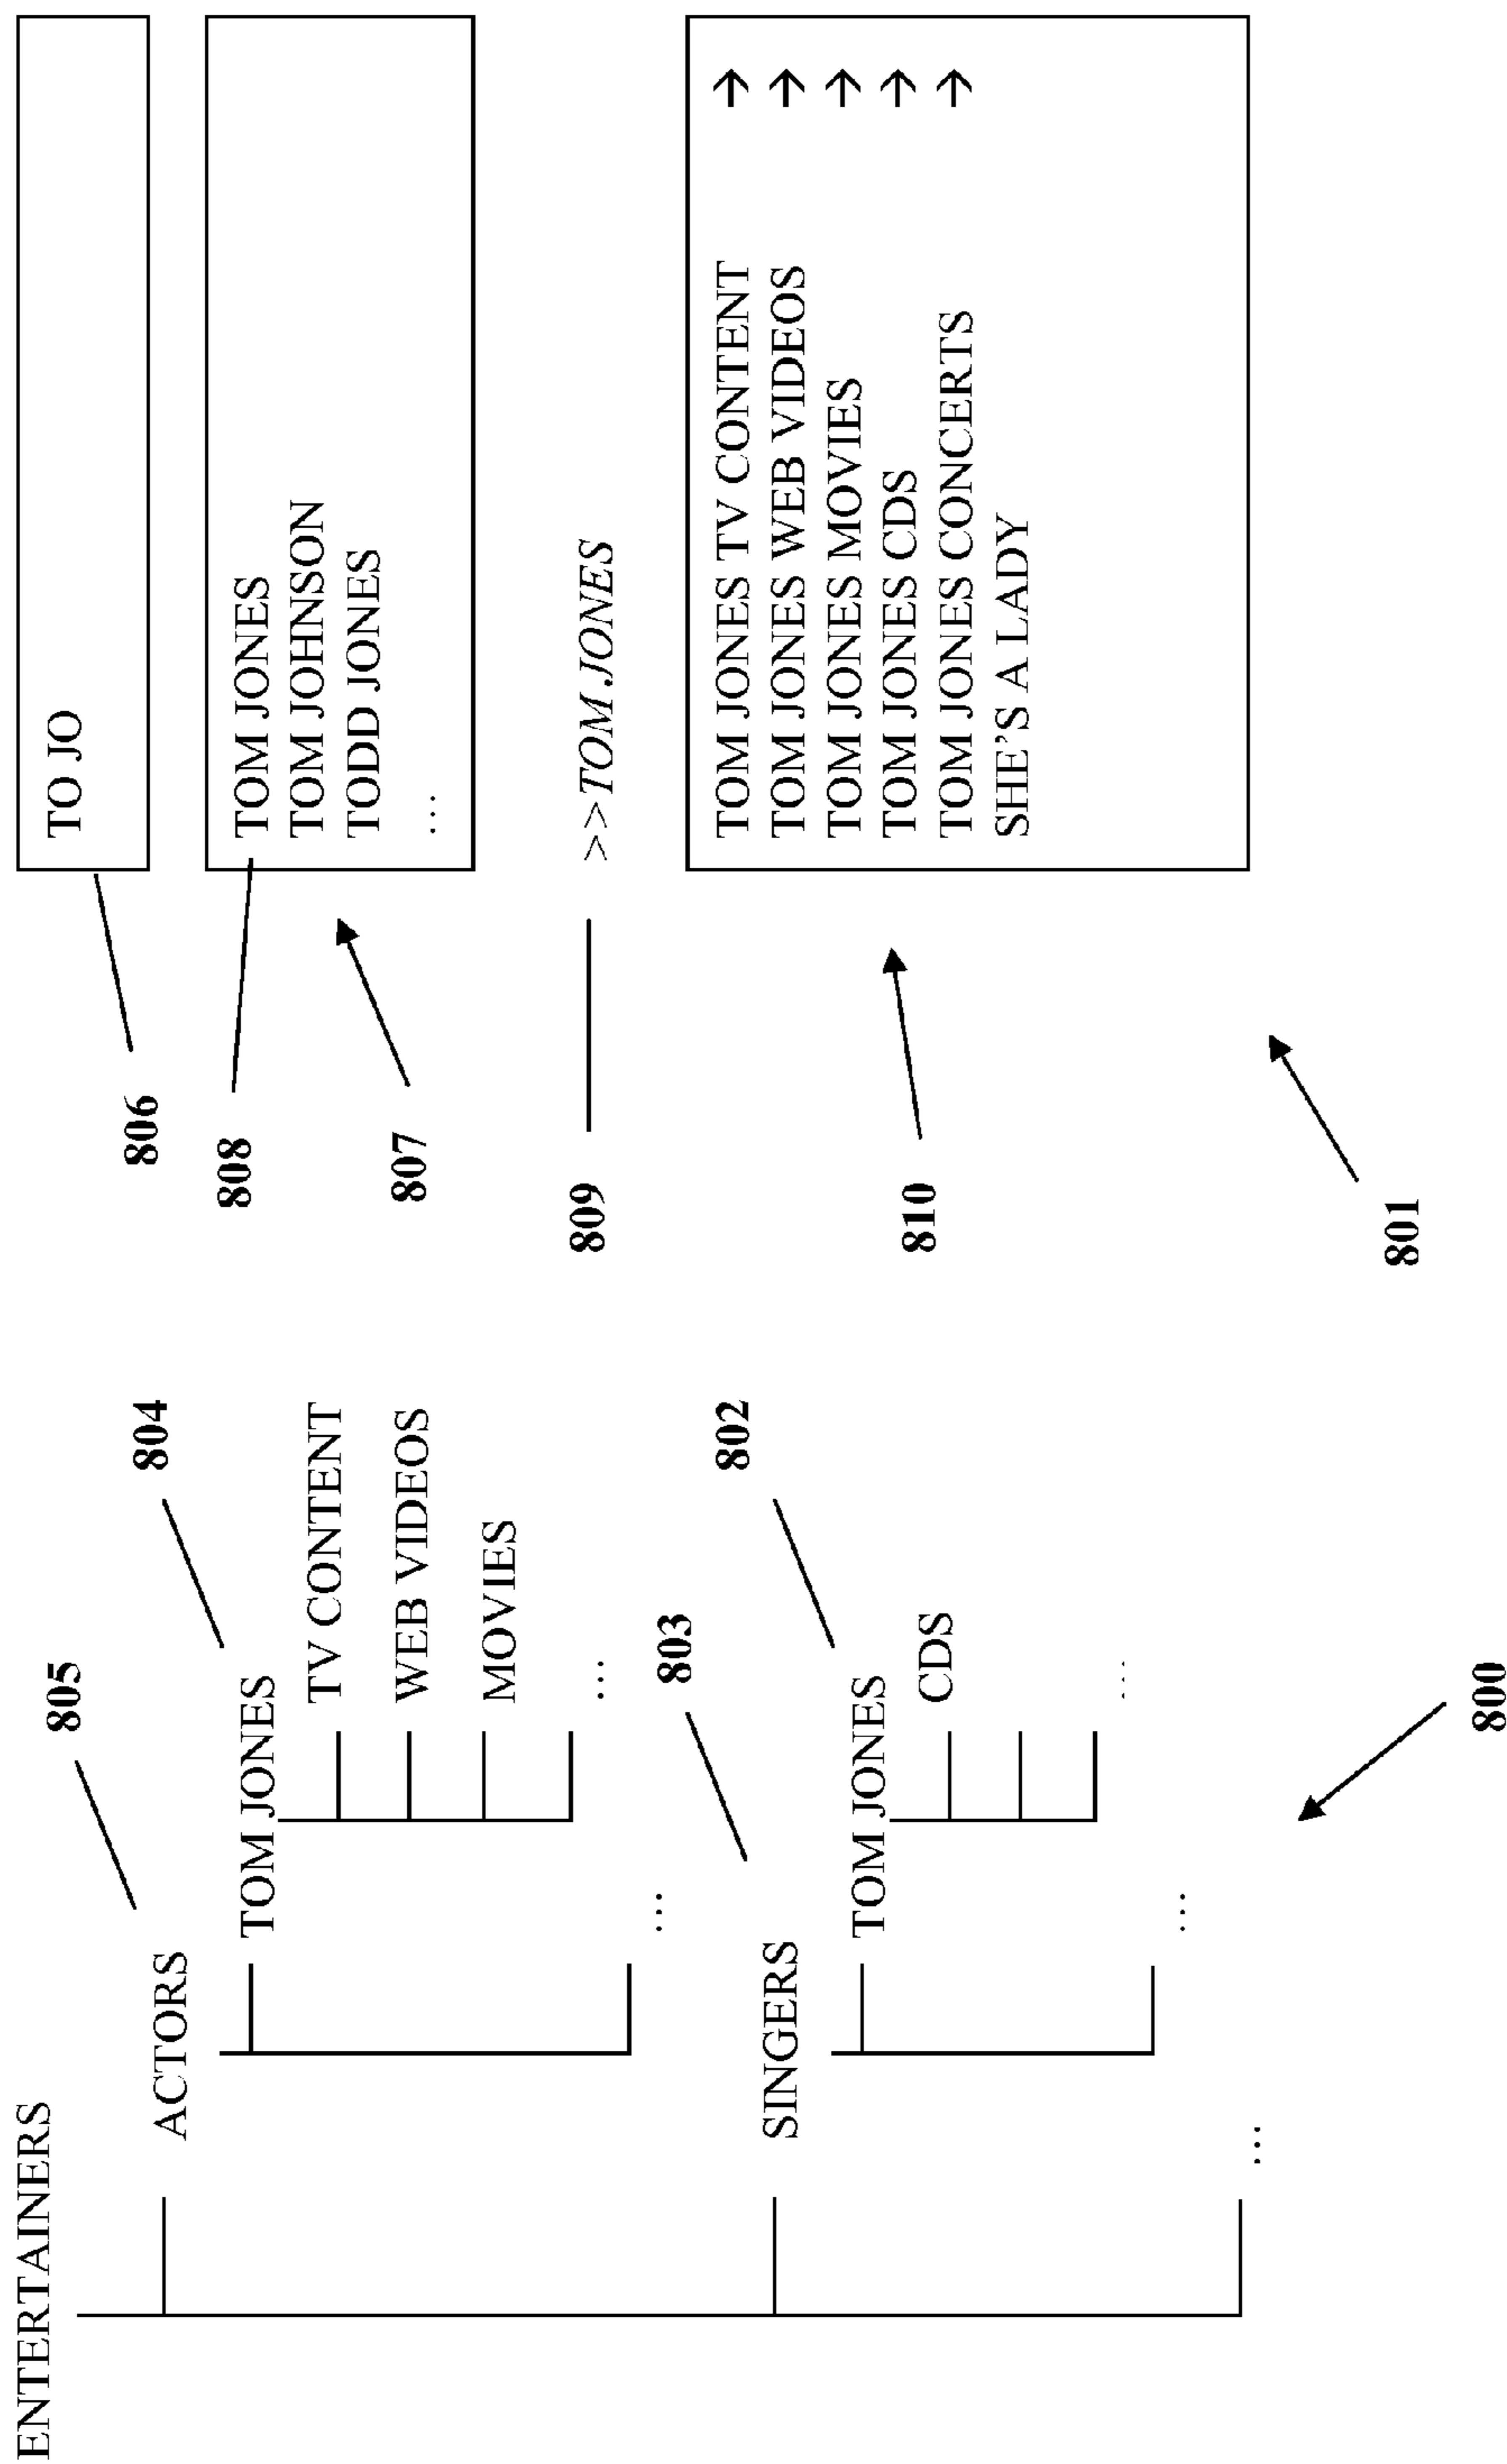 ENTERTAINERS
805
ACTORS
804
TOM JONES
TV CONTENT
WEB VIDEOS
MOVIES
...
...
803
SINGERS
802
TOM JONES
CDS
...
...
...
800
806
TO JO
808
TOM JONES
TOM JOHNSON
TODD JONES
...
807
809
>>TOM JONES
810
TOM JONES TV CONTENT →
TOM JONES WEB VIDEOS →
TOM JONES MOVIES →
TOM JONES CDS →
TOM JONES CONCERTS →
SHE'S A LADY
801